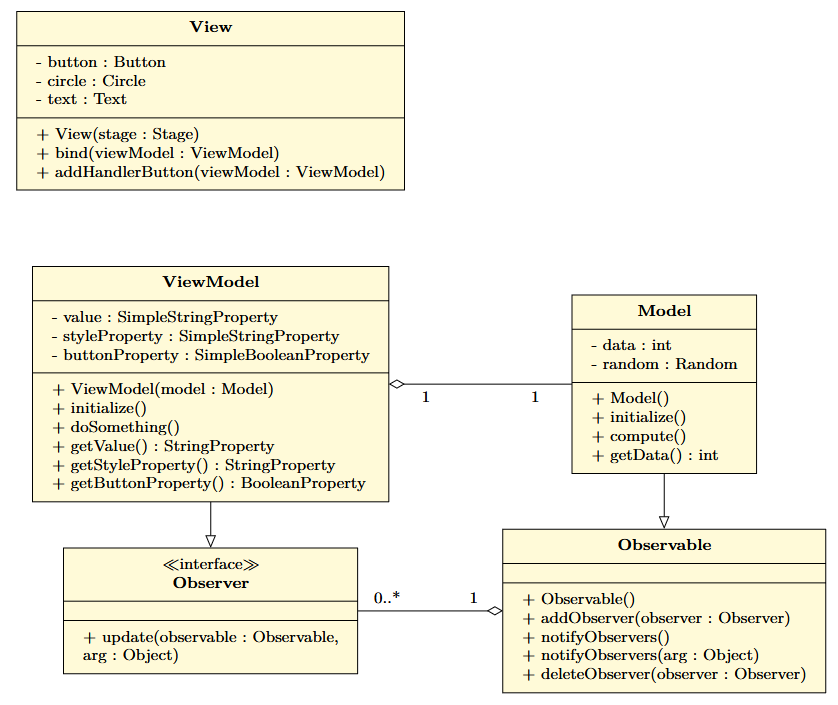 View
- button : Button
- circle : Circle
- text : Text
+ View(stage : Stage)
+ bind(viewModel : ViewModel)
+ addHandlerButton(viewModel : ViewModel)
ViewModel
- value : SimpleStringProperty
- styleProperty : SimpleStringProperty
- buttonProperty : SimpleBooleanProperty
+ ViewModel(model : Model)
+ initialize()
+ doSomething()
+ getValue() : StringProperty
+ getStyleProperty() : StringProperty
+ getButtonProperty() : BooleanProperty
1
1
Model
- data : int
- random : Random
+ Model()
+ initialize()
+ compute()
+ getData() : int
≪interface≫
Observer
+ update(observable : Observable,
arg : Object)
0..*
1
Observable
+ Observable()
+ addObserver(observer : Observer)
+ notifyObservers()
+ notifyObservers(arg : Object)
+ deleteObserver(observer : Observer)